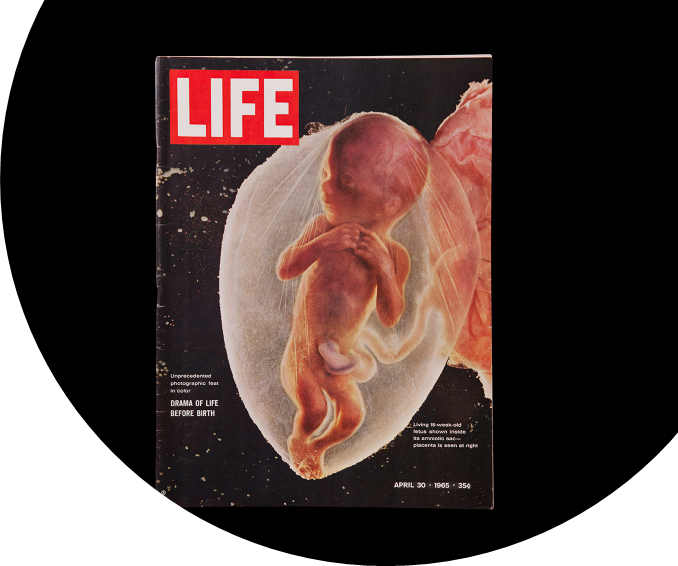 LIFE
Unprecedented
photographic feat
in color
DRAMA OF LIFE
BEFORE BIRTH
Living 18-week-old
fetus shown inside
its amniotic sac—
placenta is seen at right
APRIL 30 · 1965 · 35¢